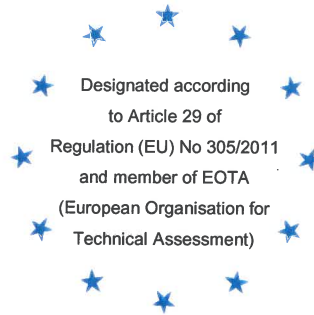 Designated according
to Article 29 of
Regulation (EU) No 305/2011
and member of EOTA
(European Organisation for
Technical Assessment)